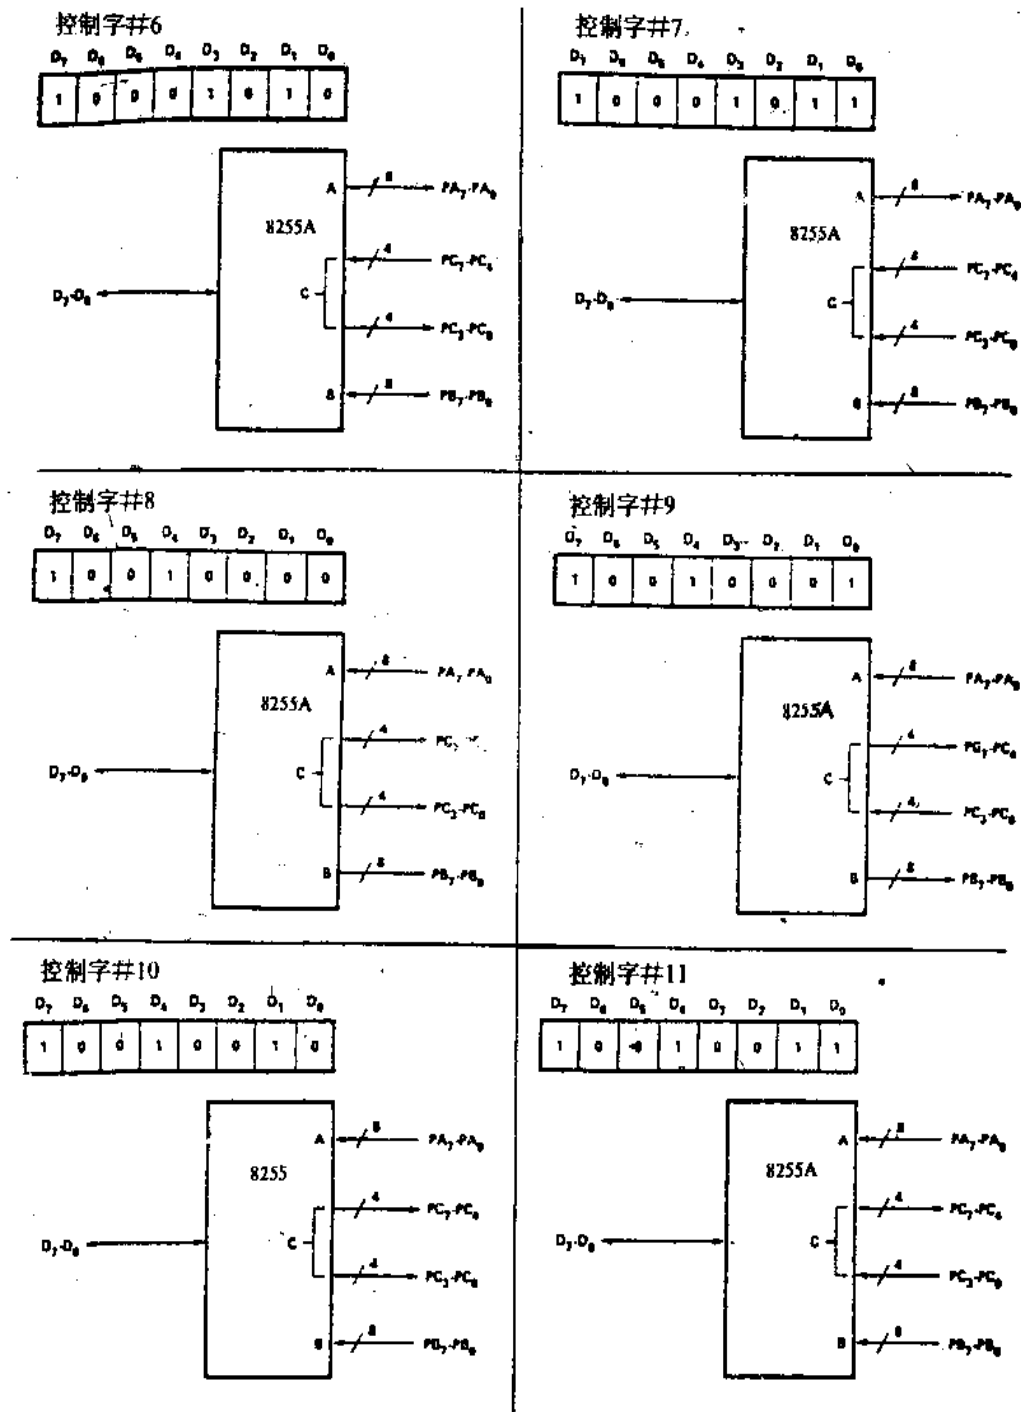 控制字#6
D₇ D₆ D₅ D₄ D₃ D₂ D₁ D₀
1 0 0 0 1 0 1 0
A 8 PA₇-PA₀
8255A
4 PC₇-PC₄
D₇-D₀
C
4 PC₃-PC₀
B 8 PB₇-PB₀
控制字#7
D₇ D₆ D₅ D₄ D₃ D₂ D₁ D₀
1 0 0 0 1 0 1 1
A 8 PA₇-PA₀
8255A
4 PC₇-PC₄
D₇-D₀
C
4 PC₃-PC₀
B 8 PB₇-PB₀
控制字#8
D₇ D₆ D₅ D₄ D₃ D₂ D₁ D₀
1 0 0 1 0 0 0 0
A 8 PA₇-PA₀
8255A
4 PC₇
D₇-D₀
C
4 PC₃-PC₀
B 8 PB₇-PB₀
控制字#9
D₇ D₆ D₅ D₄ D₃ D₂ D₁ D₀
1 0 0 1 0 0 0 1
A 8 PA₇-PA₀
8255A
4 PC₇-PC₄
D₇-D₀
C
4 PC₃-PC₀
B 8 PB₇-PB₀
控制字#10
D₇ D₆ D₅ D₄ D₃ D₂ D₁ D₀
1 0 0 1 0 0 1 0
A 8 PA₇-PA₀
8255
4 PC₇-PC₄
D₇-D₀
C
4 PC₃-PC₀
B 8 PB₇-PB₀
控制字#11
D₇ D₆ D₅ D₄ D₃ D₂ D₁ D₀
1 0 0 1 0 0 1 1
A 8 PA₇-PA₀
8255A
4 PC₇-PC₄
D₇-D₀
C
4 PC₃-PC₀
B 8 PB₇-PB₀